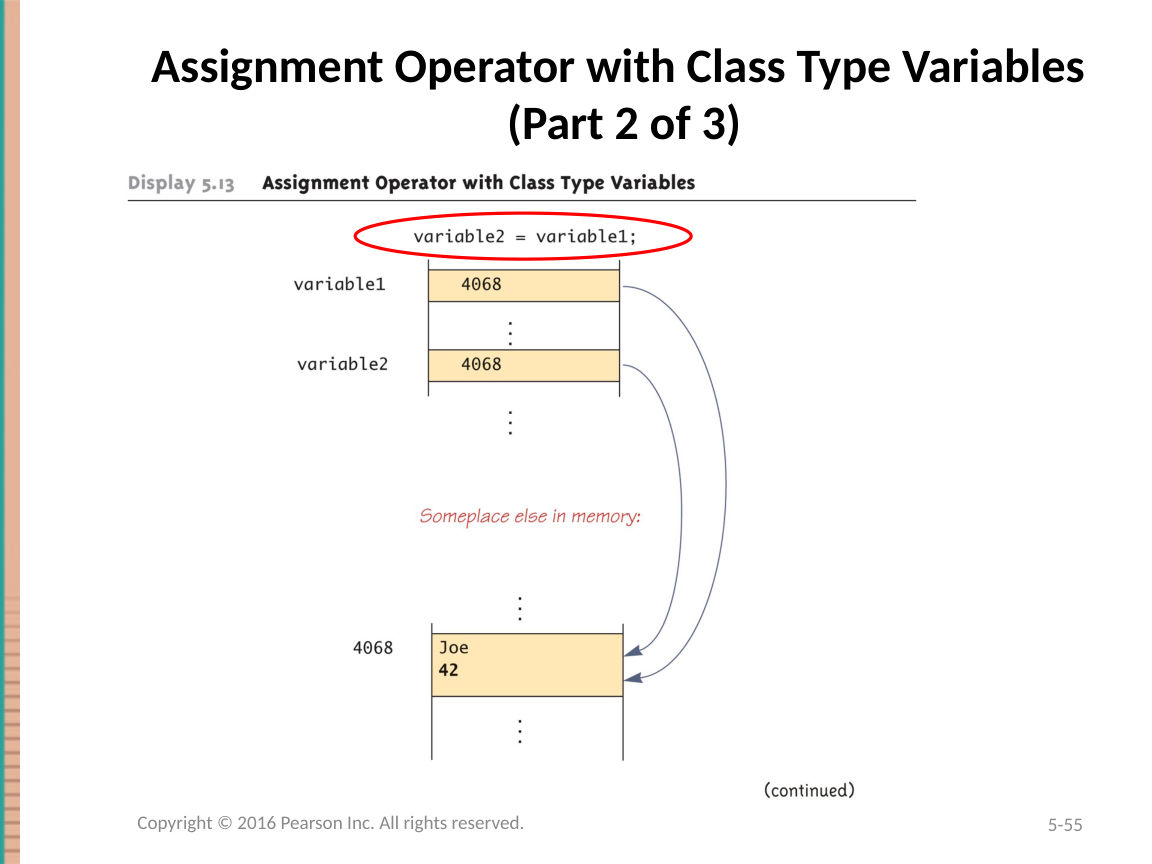 Assignment Operator with Class Type Variables
(Part 2 of 3)
Display 5.13 Assignment Operator with Class Type Variables
variable2 = variable1;
variable1 4068
variable2 4068
Someplace else in memory:
4068 Joe
42
(continued)
Copyright © 2016 Pearson Inc. All rights reserved.
5-55